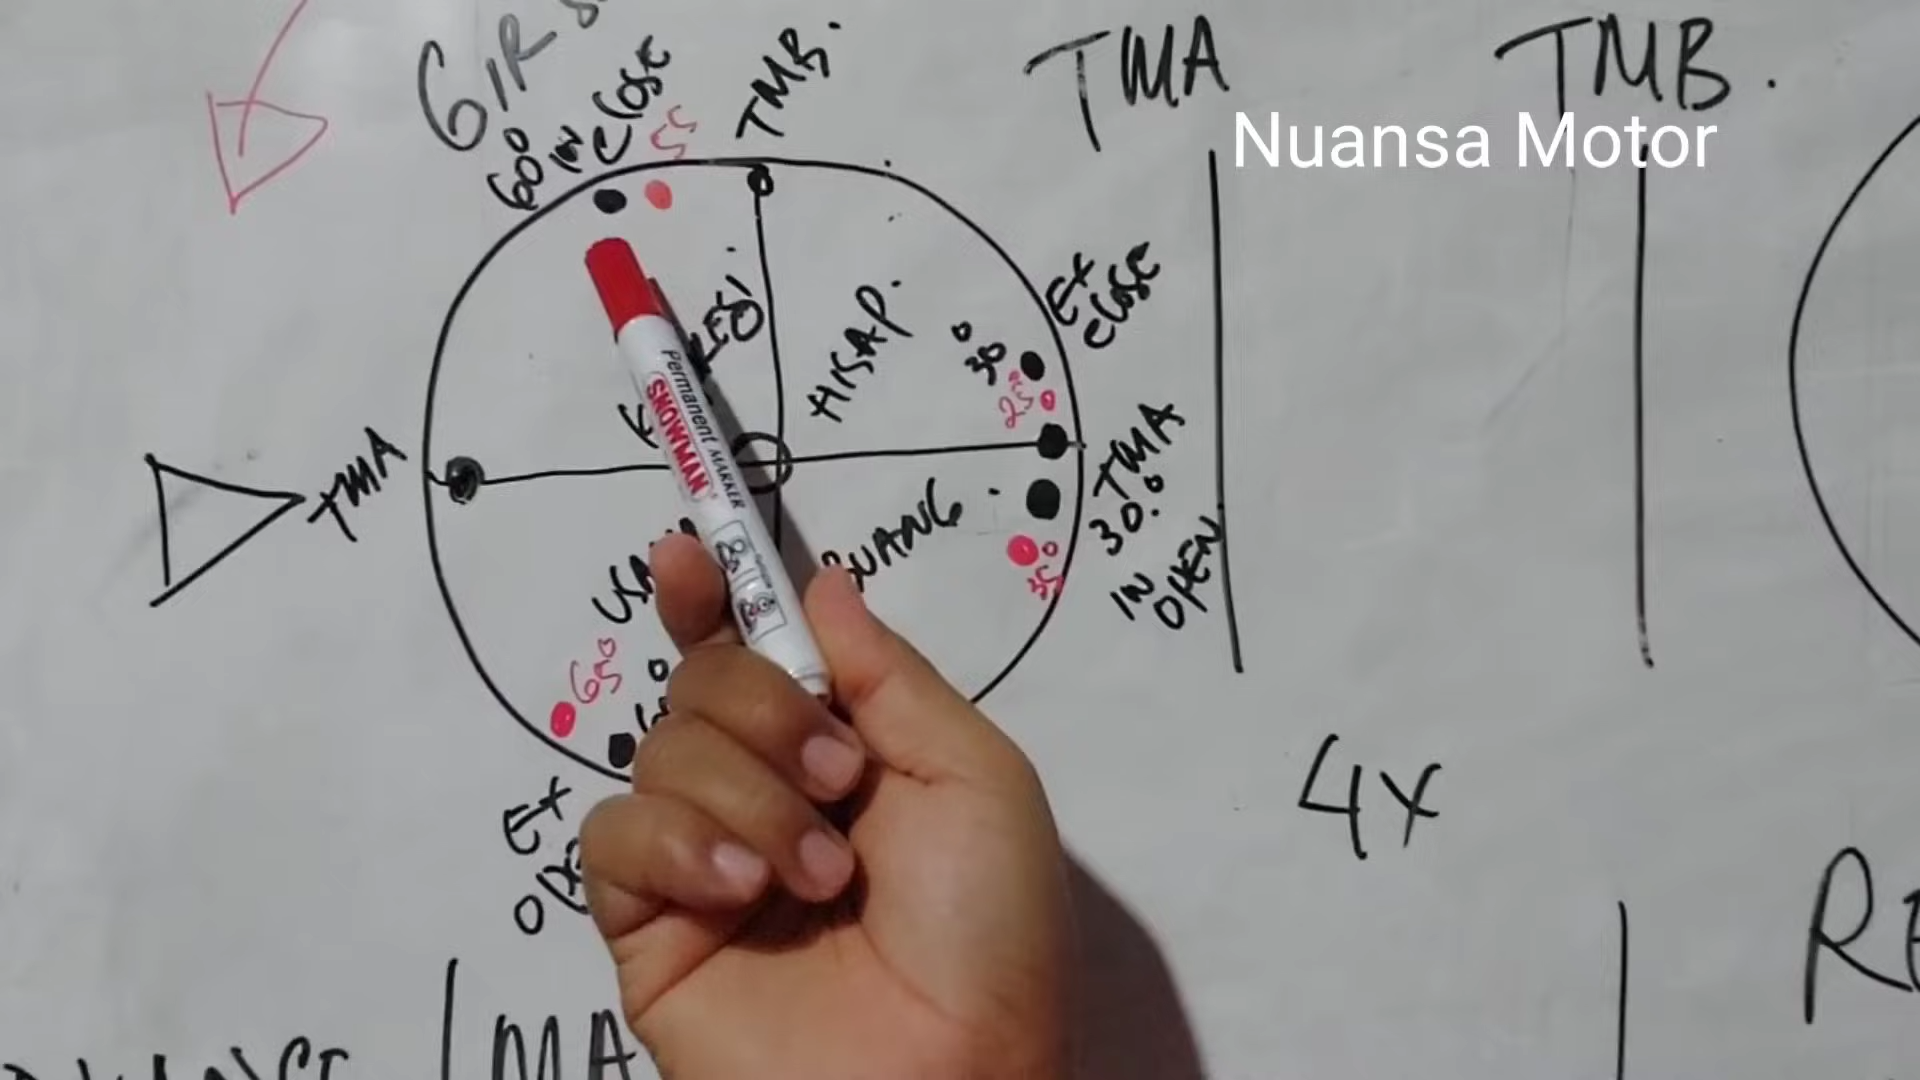 GIR
60° IN CLOSE
55
TMB.
TMA
TMB.
Nuansa Motor
HISAP.
EX CLOSE
30°
25°
TMA
TMA
30.°
IN OPEN
35°
BUANG
Permanent MARKER
SNOWMAN
65°
EX
4x